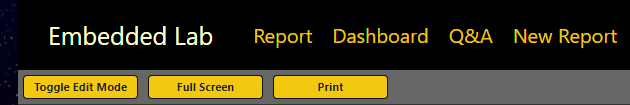 Embedded Lab Report Dashboard Q&A New Report
Toggle Edit Mode Full Screen Print